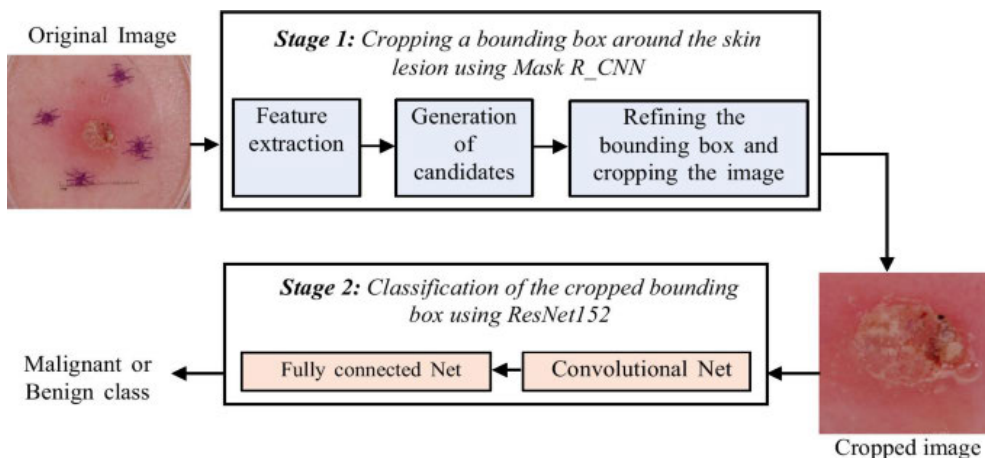 Original Image
Stage 1: Cropping a bounding box around the skin
lesion using Mask R_CNN
Feature
extraction
Generation
of
candidates
Refining the
bounding box and
cropping the image
Stage 2: Classification of the cropped bounding
box using ResNet152
Malignant or
Benign class
Fully connected Net
Convolutional Net
Cropped image